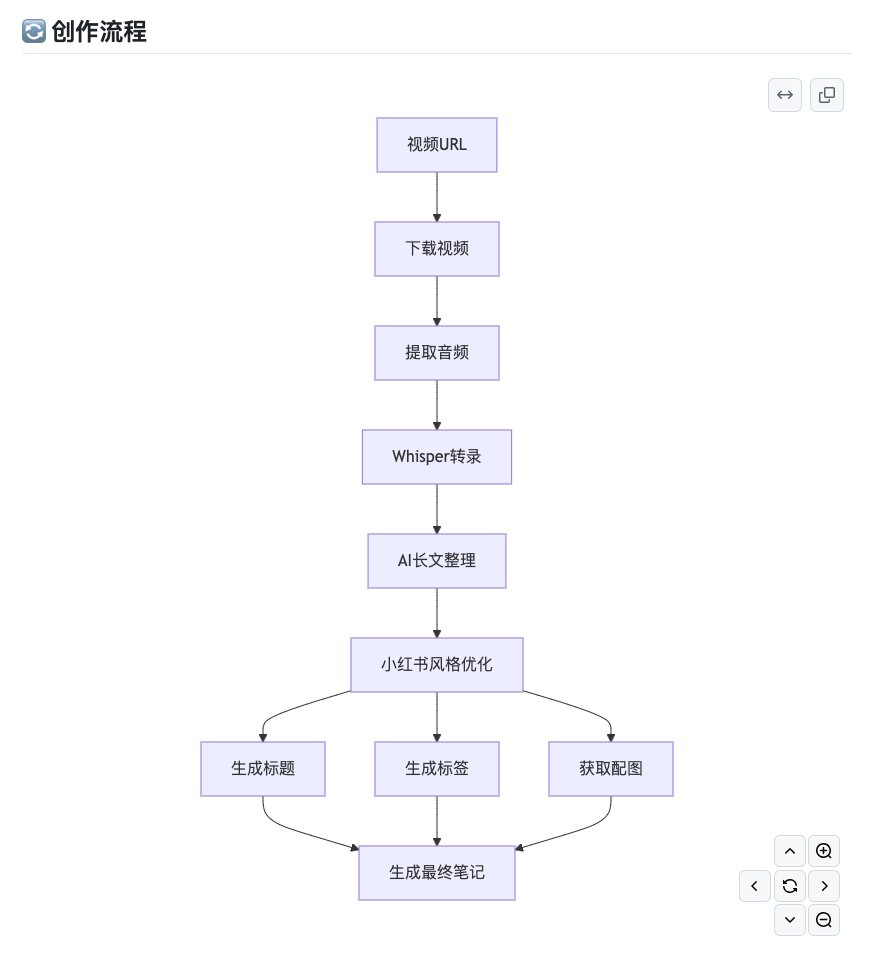 🔄 创作流程
视频URL
下载视频
提取音频
Whisper转录
AI长文整理
小红书风格优化
生成标题
生成标签
获取配图
生成最终笔记